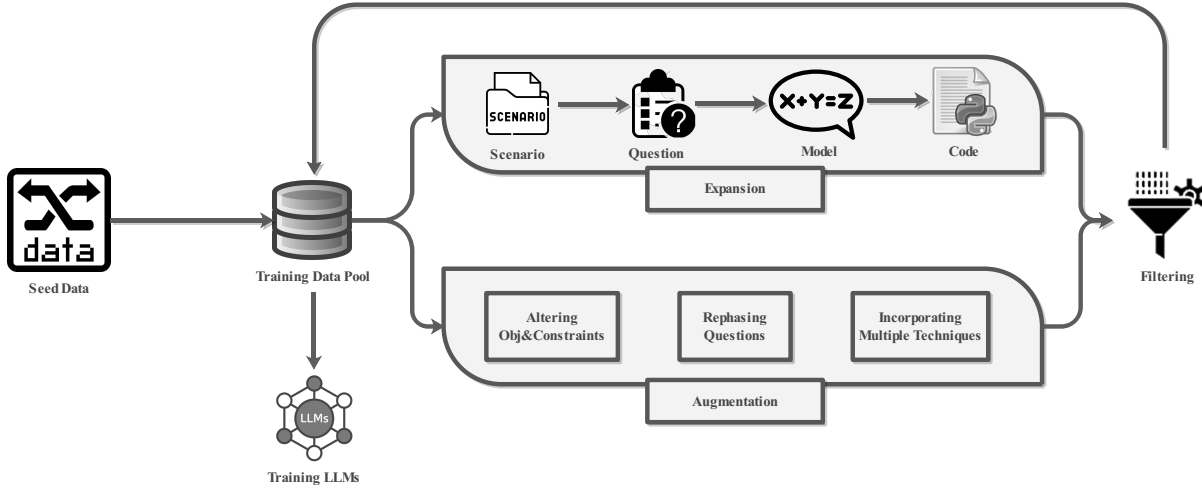 SCENARIO
?
X+Y=Z
Scenario
Question
Model
Code
Expansion
data
Seed Data
Training Data Pool
Filtering
Altering
Obj&Constraints
Rephasing
Questions
Incorporating
Multiple Techniques
Augmentation
LLMs
Training LLMs